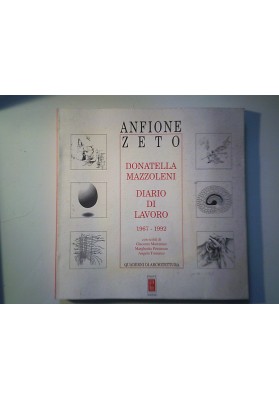 ANFIONE
ZETO
DONATELLA
MAZZOLENI
DIARIO
DI
LAVORO
1967 - 1992
QUADERNI DI ARCHITETTURA